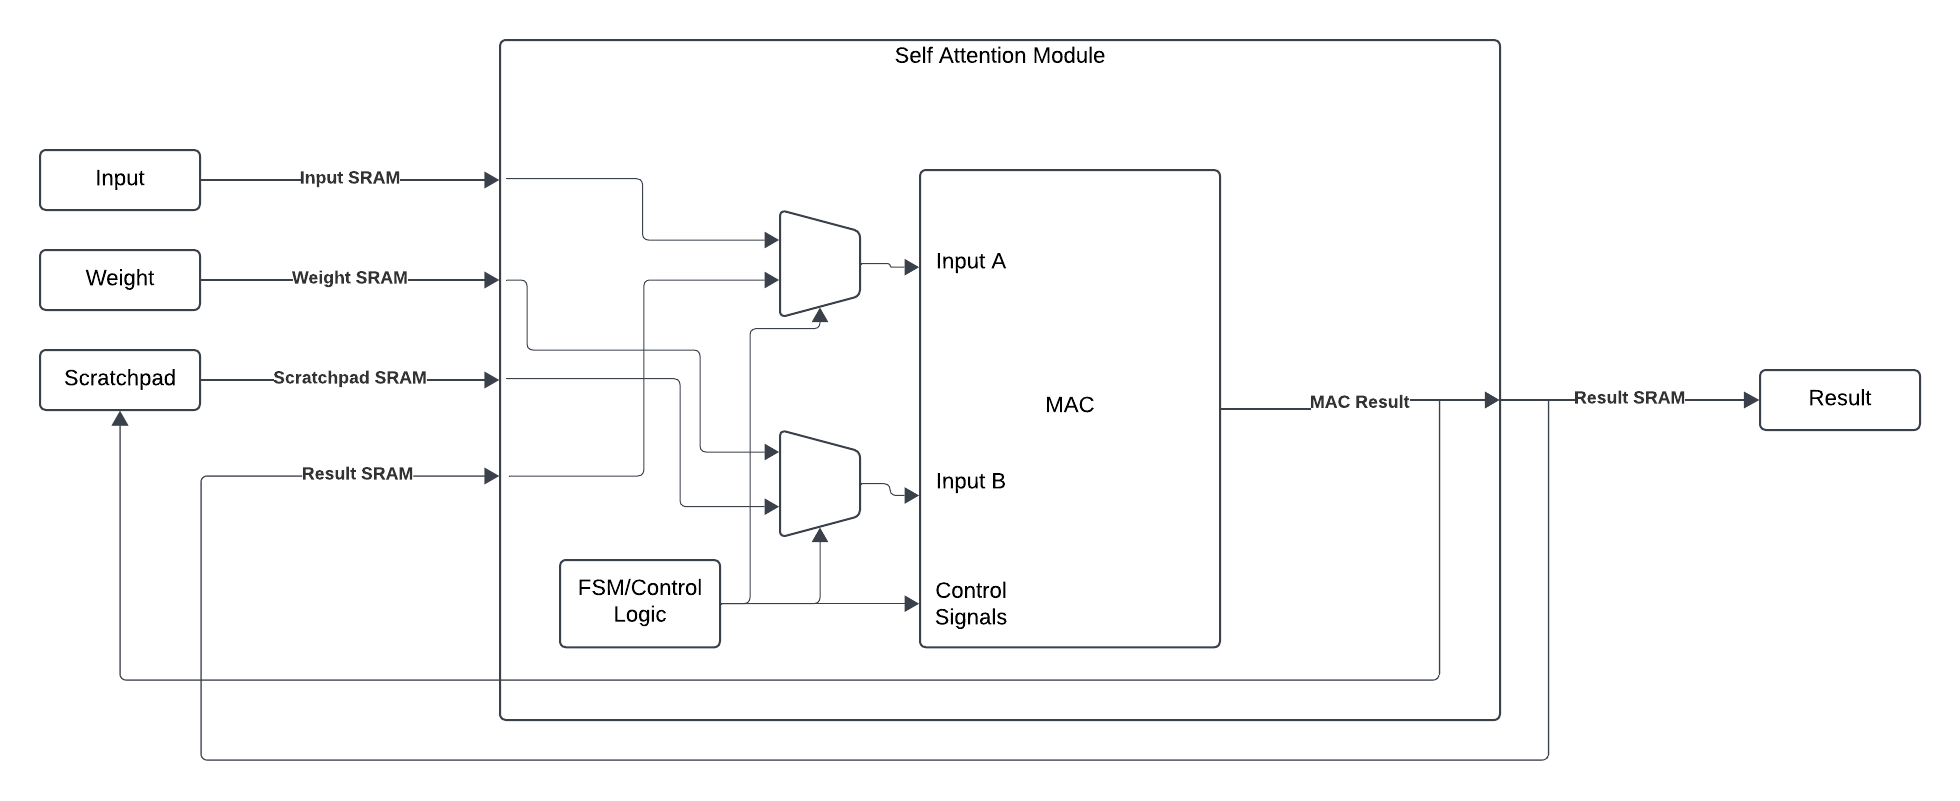 Self Attention Module
Input
Input SRAM
Weight
Weight SRAM
Scratchpad
Scratchpad SRAM
Result SRAM
FSM/Control
Logic
Input A
MAC
Input B
Control
Signals
MAC Result
Result SRAM
Result